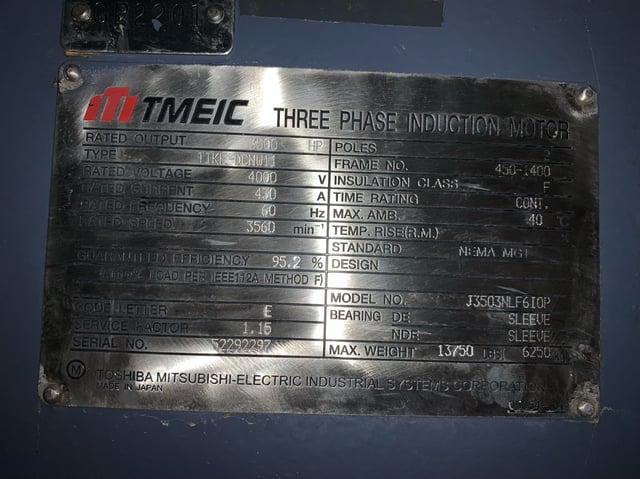 TMEIC THREE PHASE INDUCTION MOTOR
RATED OUTPUT HP
TYPE
RATED VOLTAGE 4000 V
RATED CURRENT 430 A
RATED FREQUENCY 60 Hz
RATED SPEED 3560 min⁻¹
GUARANTEED EFFICIENCY 95.2 %
LOAD PER IEEE112A METHOD F)
CODE LETTER E
SERVICE FACTOR 1.15
SERIAL NO. 52292297
POLES
FRAME NO. 450-1400
INSULATION CLASS F
TIME RATING CONT.
MAX. AMB. 40 °C
TEMP. RISE(R.M.)
STANDARD NEMA MG1
DESIGN
MODEL NO. J3503NLF6IOP
BEARING DE SLEEVE
NDE SLEEVE
MAX. WEIGHT 13750 LBS( 6250
M TOSHIBA MITSUBISHI-ELECTRIC INDUSTRIAL SYSTEMS CORPORATION
MADE IN JAPAN